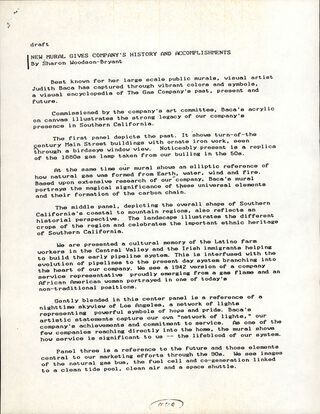 draft
NEW MURAL GIVES COMPANY'S HISTORY AND ACCOMPLISHMENTS
By Sharon Woodson-Bryant
Best known for her large scale public murals, visual artist
Judith Baca has captured through vibrant colors and symbols,
a visual encyclopedia of The Gas Company's past, present and
future.
Commissioned by the company's art committee, Baca's acrylic
on canvas illustrates the strong legacy of our company's
presence in Southern California.
The first panel depicts the past. It shows turn-of-the
century Main Street buildings with ornate iron work, seen
through a birdseye window view. Noticeably present is a replica
of the 1880s gas lamp taken from our builing in the 50s.
At the same time our mural shows an elliptic reference of
how natural gas was formed from Earth, water, wind and fire.
Based upon extensive research of our company, Baca's mural
portrays the magical significance of these universal elements
and their formation of the carbon chain.
The middle panel, depicting the overall shape of Southern
California's coastal to mountain regions, also reflects an
historical perspective. The landscape illustrates the different
crops of the region and celebrates the important ethnic heritage
of Southern California.
We are presented a cultural memory of the Latino farm
workers in the Central Valley and the Irish immigrants helping
to build the early pipeline system. This is interfused with the
evolution of pipelines to the present day system branching into
the heart of our company. We see a 1942 version of a company
service representative proudly emerging from a gas flame and an
African American woman portrayed in one of today's
non-traditional positions.
Gently blended in this center panel is a reference of a
nighttime skyview of Los Angeles, a network of lights
representing powerful symbols of hope and pride. Baca's
artistic statements capture our own "network of lights," our
company's achievements and commitment to service. As one of the
few companies reaching directly into the home, the mural shows
how service is significant to us -- the lifeblood of our system.
Panel three is a reference to the future and those elements
central to our marketing efforts through the 90s. We see images
of the natural gas bus, the fuel cell and co-generation linked
to a clean tide pool, clean air and a space shuttle.